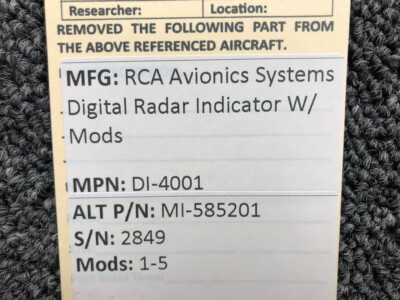 Researcher: Location:
REMOVED THE FOLLOWING PART FROM
THE ABOVE REFERENCED AIRCRAFT.
MFG: RCA Avionics Systems
Digital Radar Indicator W/
Mods
MPN: DI-4001
ALT P/N: MI-585201
S/N: 2849
Mods: 1-5